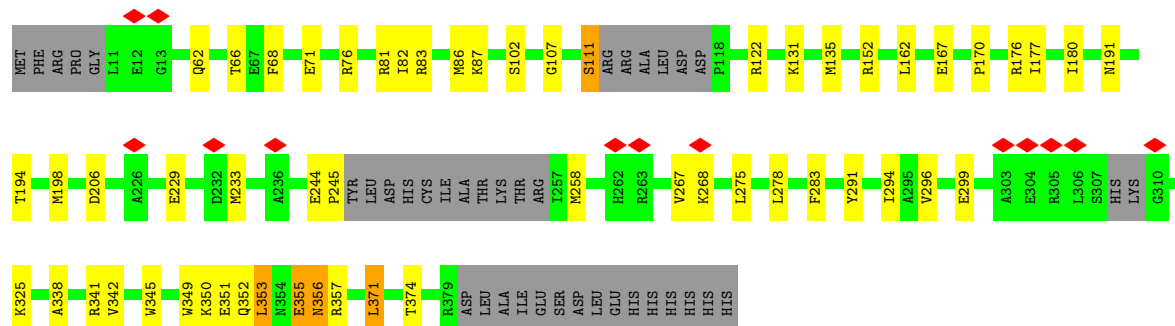 MET PHE ARG PRO GLY L11 E12 G13 Q62 T66 E67 F68 E71 R76 R81 I82 R83 M86 K87 S102 G107 S111 ARG ARG ALA LEU ASP ASP P118 R122 K131 M135 R152 L162 E167 P170 R176 I177 I180 N191
T194 M198 D206 A226 E229 D232 M233 A236 E244 P245 TYR LEU ASP HIS CYS ILE ALA THR LYS THR ARG I257 M258 H262 R263 V267 K268 L275 L278 F283 Y291 I294 A295 V296 E299 A303 E304 R305 L306 S307 HIS LYS G310
K325 A338 R341 V342 W345 W349 K350 E351 Q352 L353 N354 E355 N356 R357 L371 T374 R379 ASP LEU ALA ILE GLU SER ASP LEU GLU HIS HIS HIS HIS HIS HIS